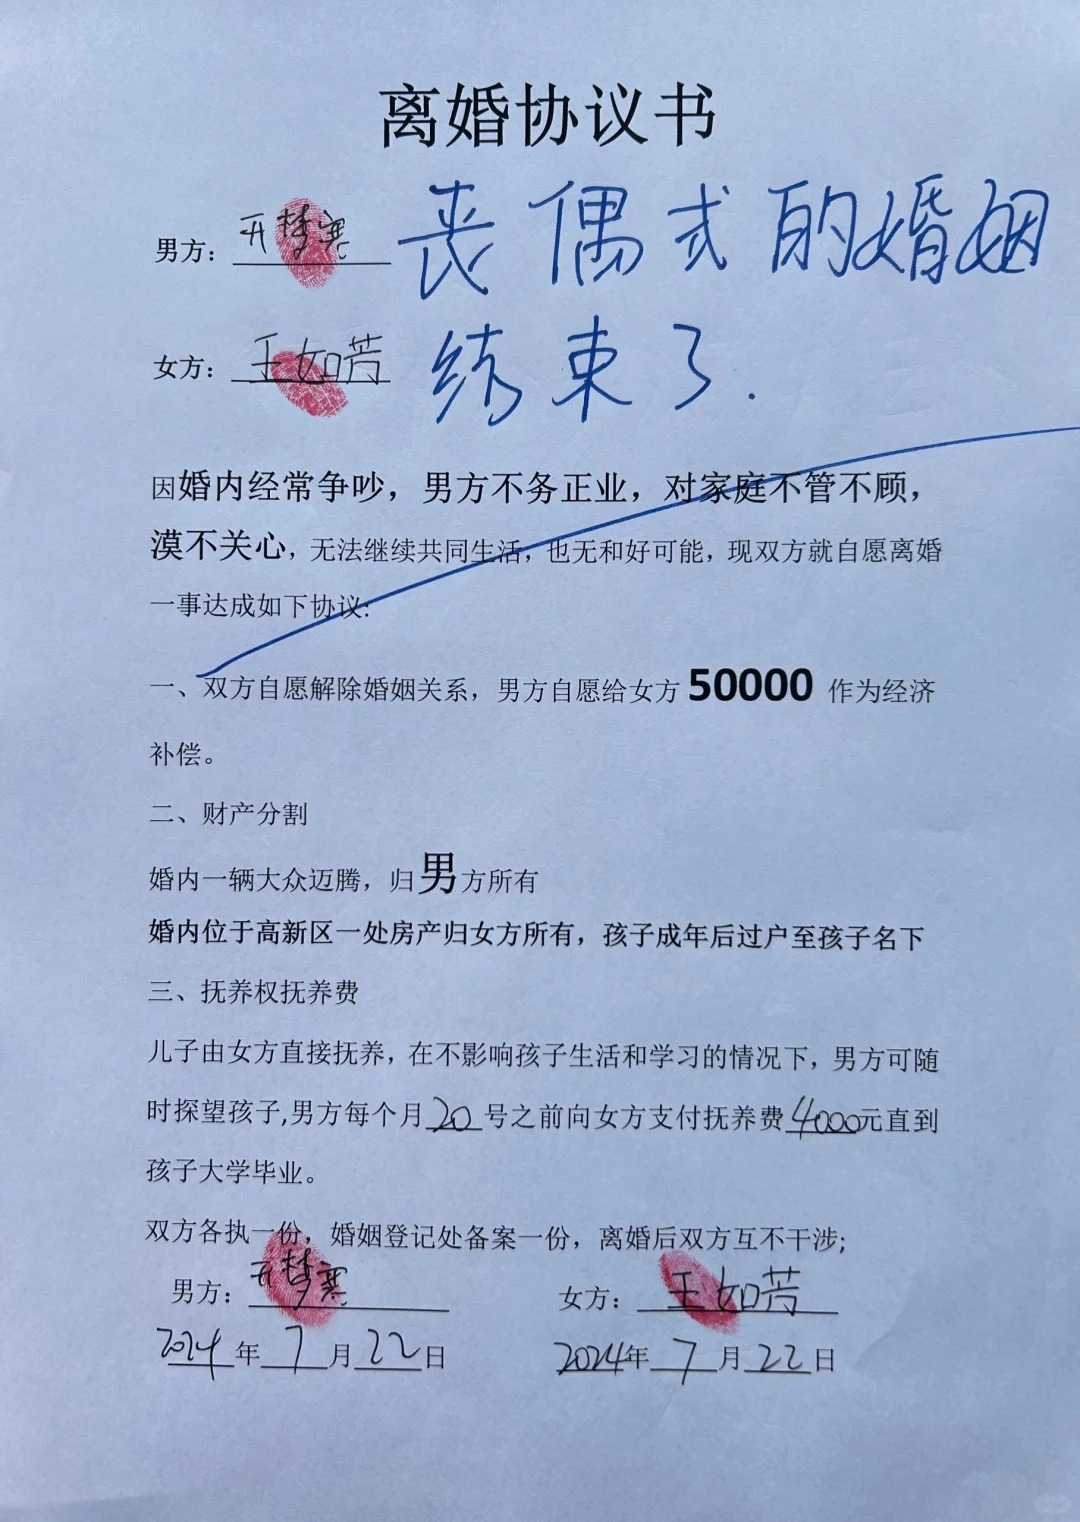 离婚协议书
男方：开梦寒 丧偶式的婚姻
女方：王如芳 结束了.
因婚内经常争吵，男方不务正业，对家庭不管不顾，
漠不关心，无法继续共同生活，也无和好可能，现双方就自愿离婚
一事达成如下协议:
一、双方自愿解除婚姻关系，男方自愿给女方50000 作为经济
补偿。
二、财产分割
婚内一辆大众迈腾，归男方所有
婚内位于高新区一处房产归女方所有，孩子成年后过户至孩子名下
三、抚养权抚养费
儿子由女方直接抚养，在不影响孩子生活和学习的情况下，男方可随
时探望孩子,男方每个月20号之前向女方支付抚养费4000元直到
孩子大学毕业。
双方各执一份，婚姻登记处备案一份，离婚后双方互不干涉;
男方：开梦寒 女方：王如芳
2024年7月22日 2024年7月22日